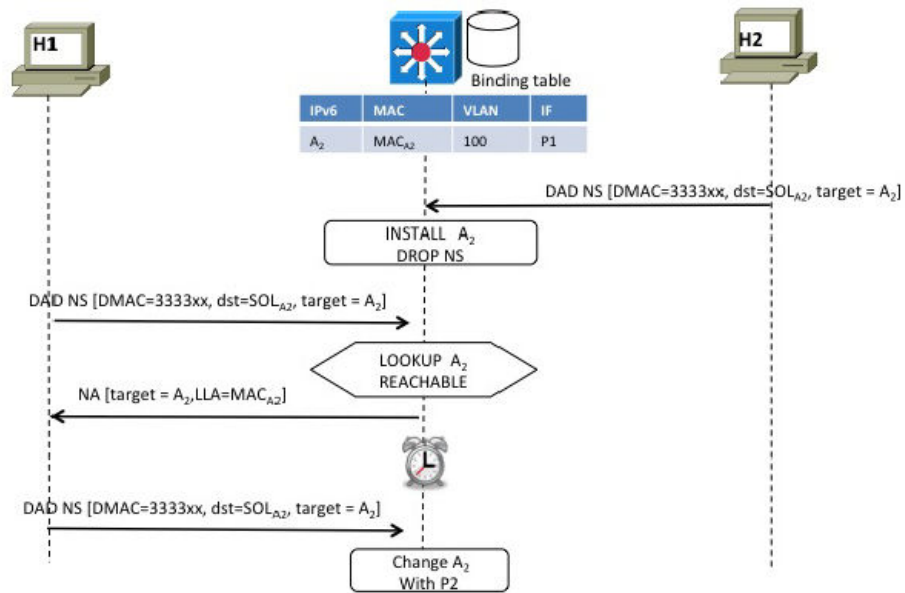 H1
H2
Binding table
IPv6 MAC VLAN IF
A2 MACA2 100 P1
DAD NS [DMAC=3333xx, dst=SOLA2, target = A2]
INSTALL A2
DROP NS
DAD NS [DMAC=3333xx, dst=SOLA2, target = A2]
LOOKUP A2
REACHABLE
NA [target = A2,LLA=MACA2]
DAD NS [DMAC=3333xx, dst=SOLA2, target = A2]
Change A2
With P2